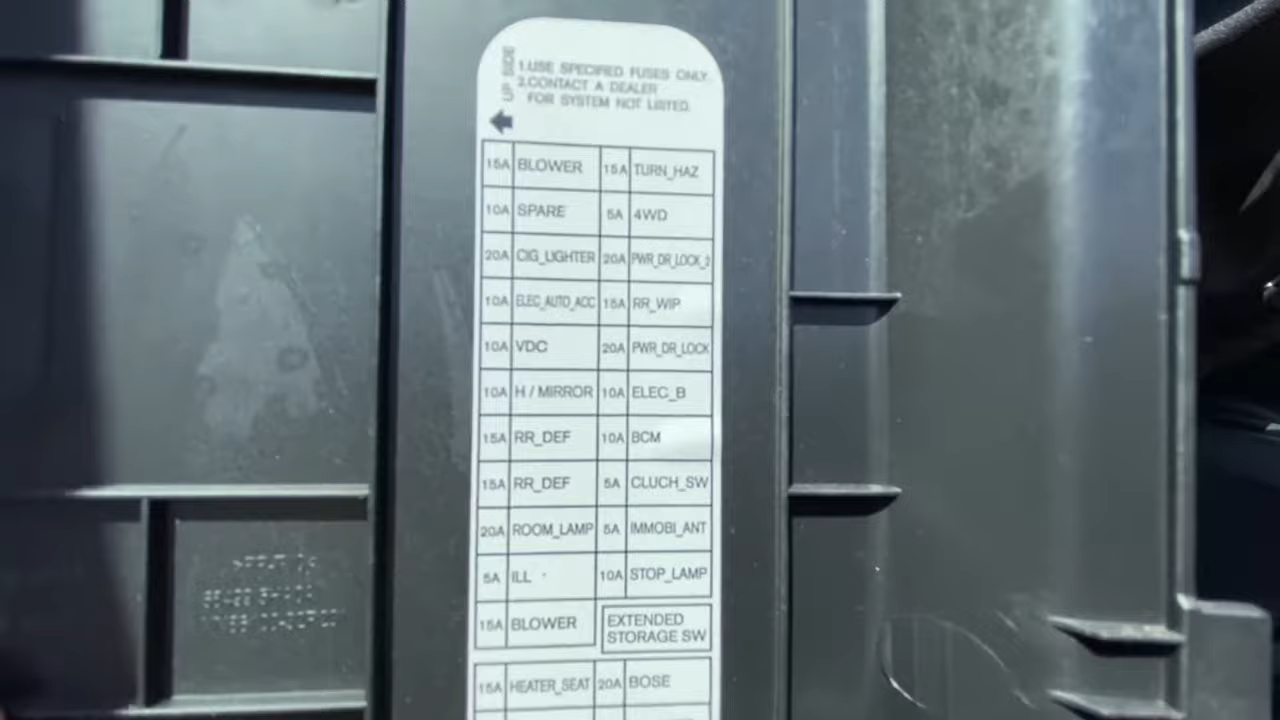 UP SIDE
1.USE SPECIFIED FUSES ONLY.
2.CONTACT A DEALER
FOR SYSTEM NOT LISTED.
15A BLOWER 15A TURN_HAZ
10A SPARE 5A 4WD
20A CIG_LIGHTER 20A PWR_DR_LOCK_2
10A ELEC_AUTO_ACC 15A RR_WIP
10A VDC 20A PWR_DR_LOCK
10A H / MIRROR 10A ELEC_B
15A RR_DEF 10A BCM
15A RR_DEF 5A CLUCH_SW
20A ROOM_LAMP 5A IMMOBI_ANT
5A ILL 10A STOP_LAMP
15A BLOWER EXTENDED
STORAGE SW
15A HEATER_SEAT 20A BOSE